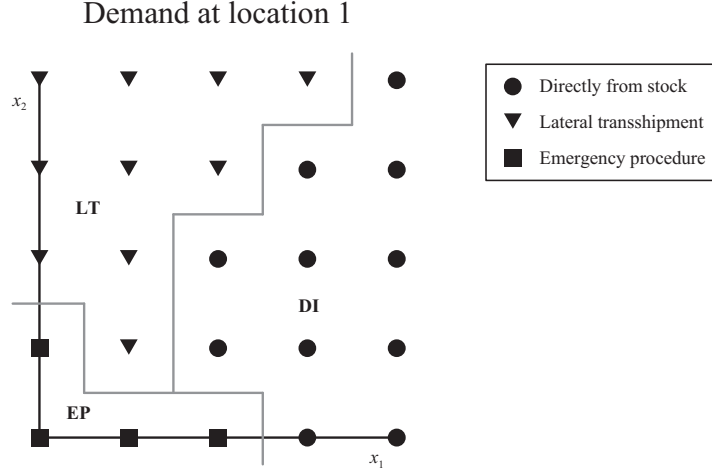 Demand at location 1
x2
Directly from stock
Lateral transshipment
Emergency procedure
LT
DI
EP
x1